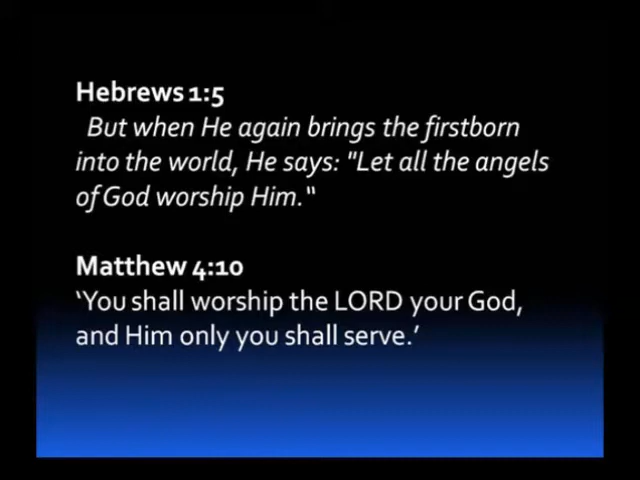 Hebrews 1:5
But when He again brings the firstborn
into the world, He says: "Let all the angels
of God worship Him."
Matthew 4:10
‘You shall worship the LORD your God,
and Him only you shall serve.’